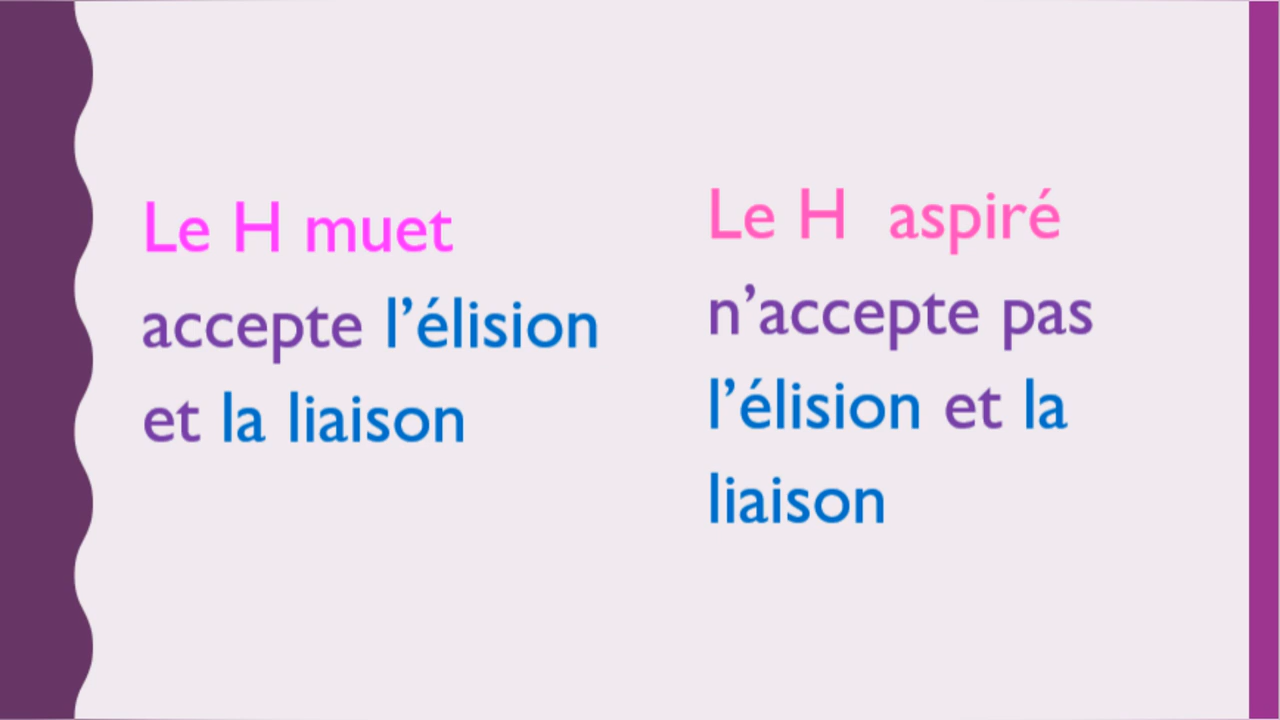 Le H muet
accepte l’élision
et la liaison
Le H  aspiré
n’accepte pas
l’élision et la
liaison